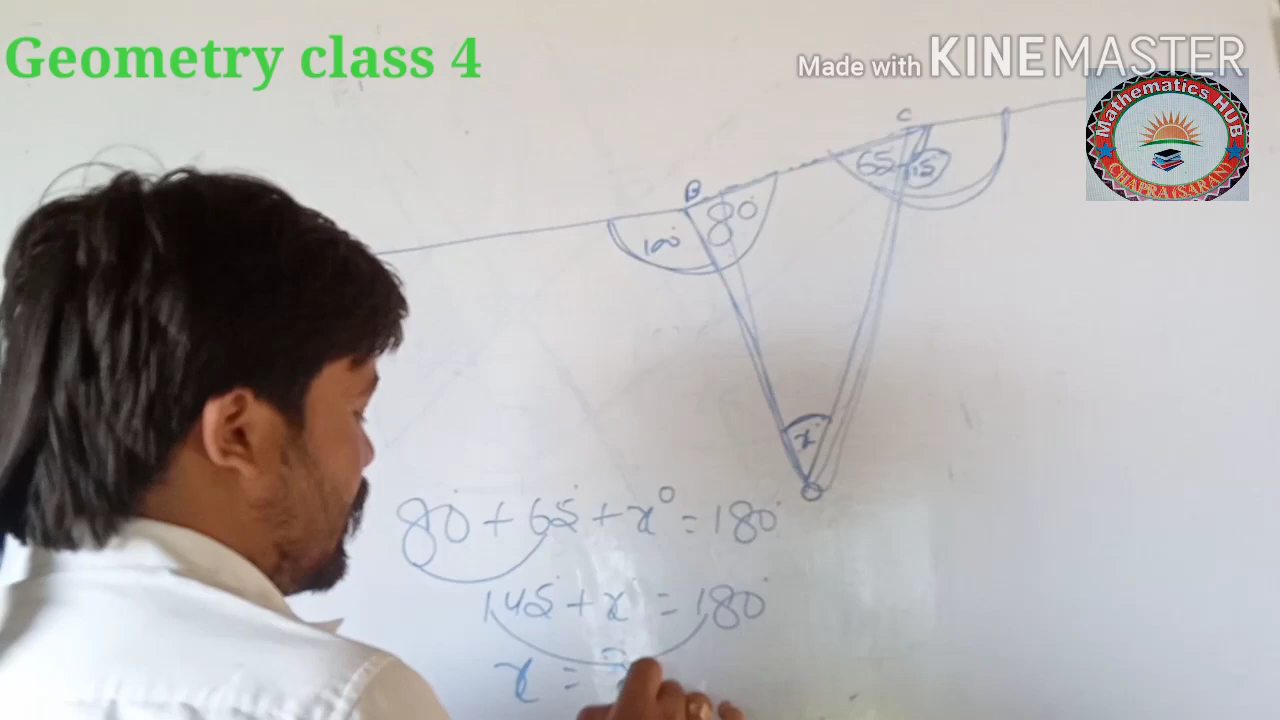 Geometry class 4
Made with KINEMASTER
Mathematics HUB
CHAPRA (SARAN)
C
65
115
B
100°
80
x°
80° + 65° + x° = 180°
145° + x = 180°
x =